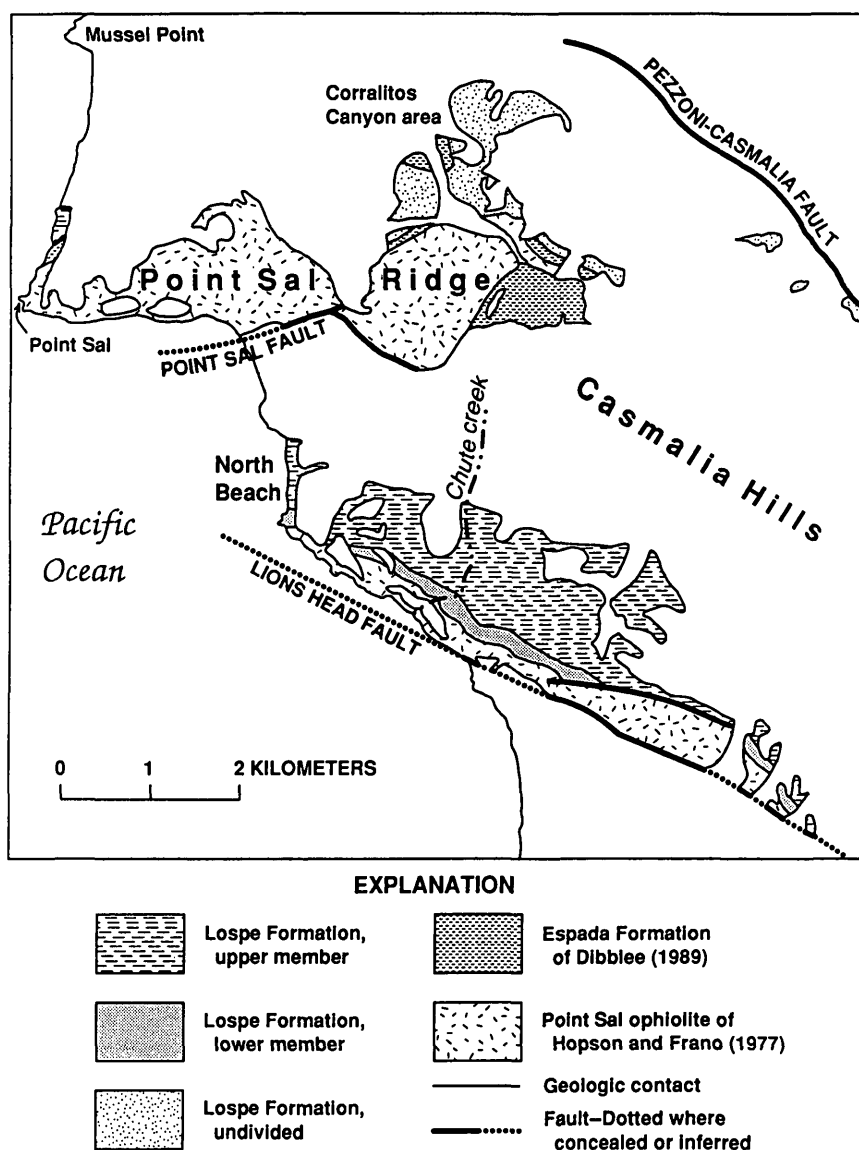 Mussel Point
Corralitos
Canyon area
PEZZONI-CASMALIA FAULT
Point Sal Ridge
Point Sal
POINT SAL FAULT
Chute creek
Casmalia Hills
North
Beach
Pacific
Ocean
LIONS HEAD FAULT
0 1 2 KILOMETERS
EXPLANATION
Lospe Formation,
upper member
Lospe Formation,
lower member
Lospe Formation,
undivided
Espada Formation
of Dibblee (1989)
Point Sal ophiolite of
Hopson and Frano (1977)
Geologic contact
Fault–Dotted where
concealed or inferred